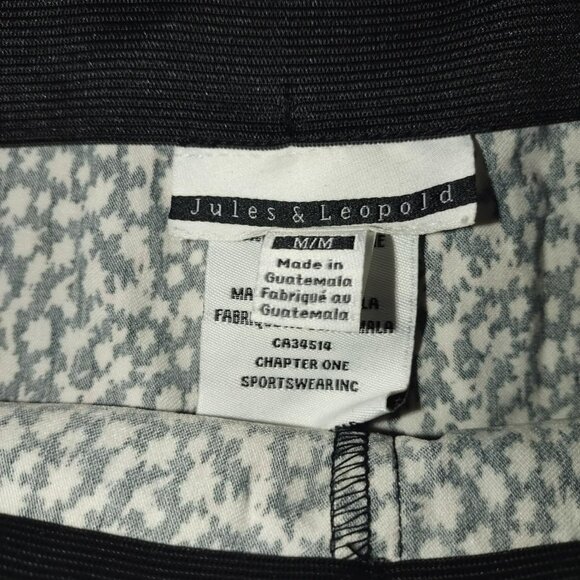 Jules & Leopold
M/M
Made in
Guatemala
Fabriqué au
Guatemala
CA34514
CHAPTER ONE
SPORTSWEAR INC